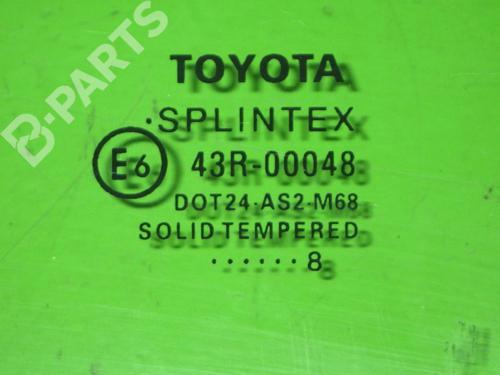 TOYOTA
·SPLINTEX
E6 43R-00048
DOT24·AS2·M68
SOLID TEMPERED
······8
B-PARTS